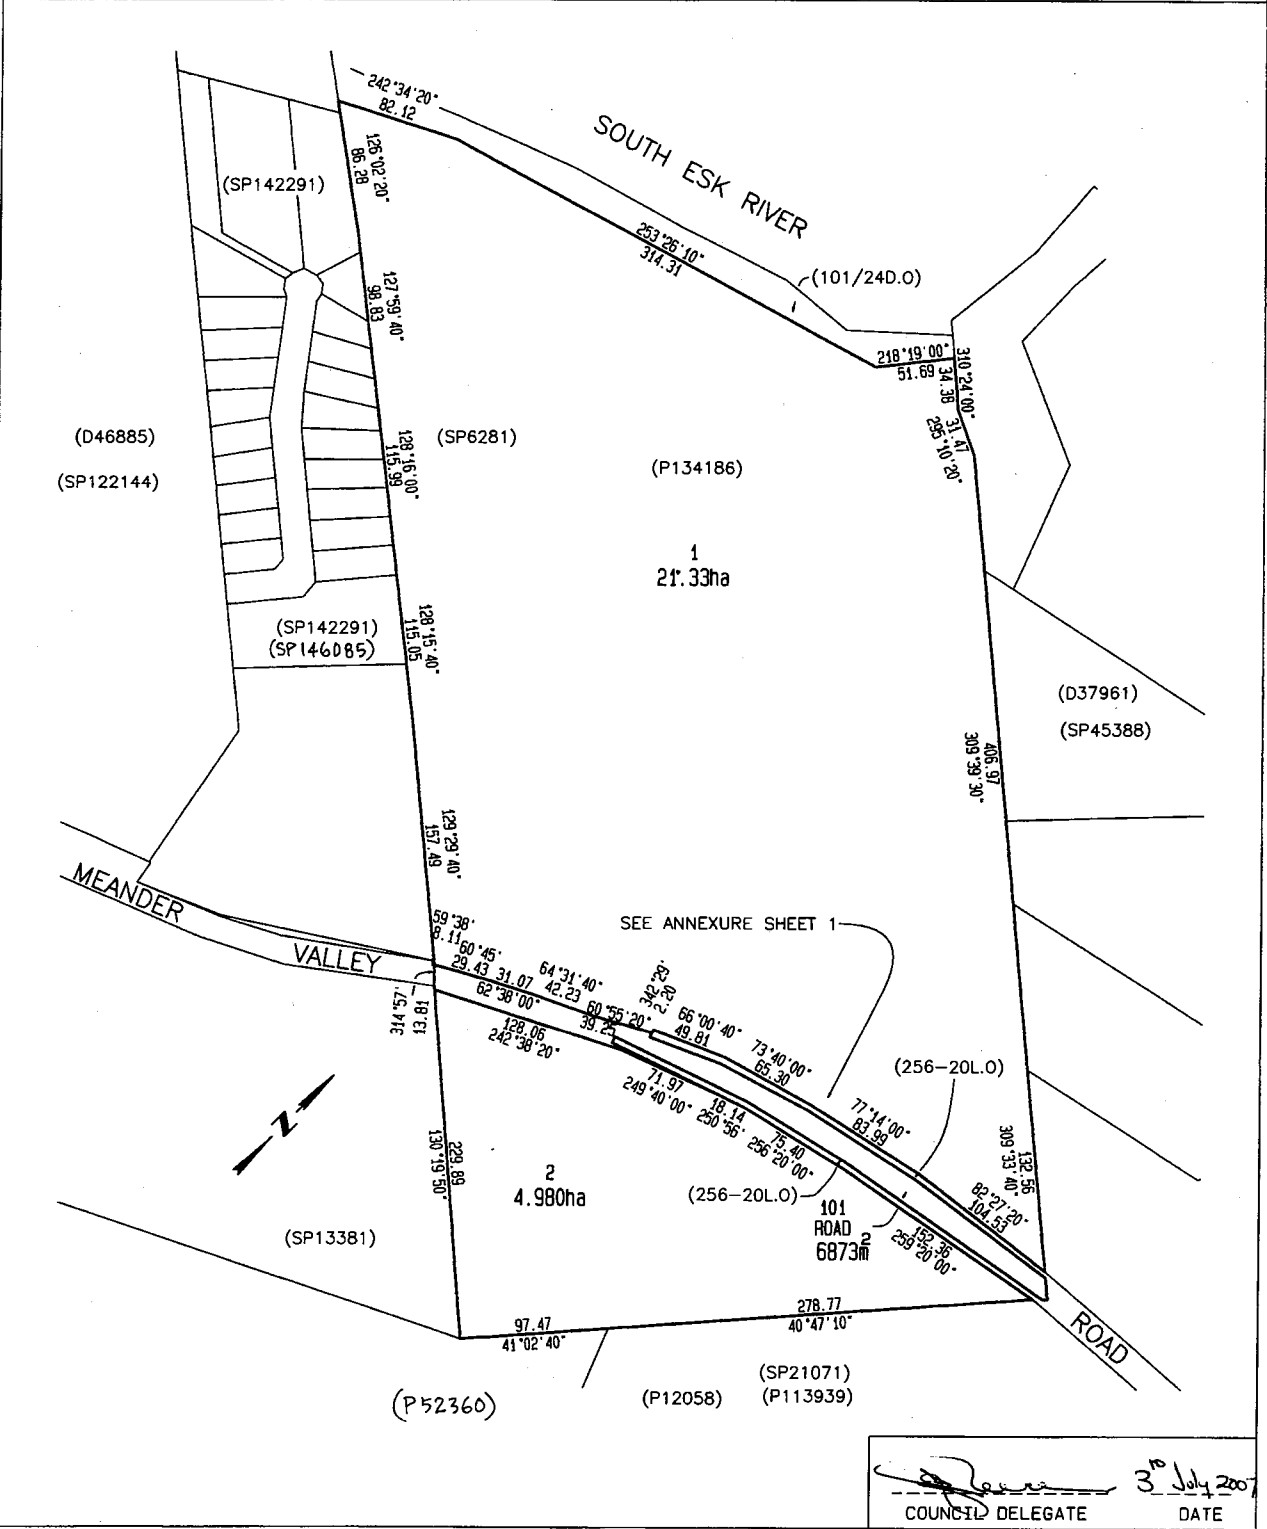 242°34'20"
82.12
SOUTH ESK RIVER
126°02'20"
86.28
(SP142291)
253°26'10"
314.31
(101/24D.O)
127°59'40"
98.83
218°19'00"
51.69
310°24'00"
34.38
31.47
295°10'20"
(D46885)
(SP122144)
(SP6281)
128°16'00"
115.99
(P134186)
1
21.33ha
(SP142291)
(SP146085)
128°15'40"
115.05
(D37961)
(SP45388)
406.97
309°39'30"
129°29'40"
157.49
MEANDER
VALLEY
59°38'
8.11
60°45'
29.43
31.07
62°38'00"
64°31'40"
42.23
60°55'20"
39.25
342°29'
2.20
SEE ANNEXURE SHEET 1
66°00'40"
49.81
73°40'00"
65.30
77°14'00"
83.99
(256-20L.O)
314°57'
13.81
128.06
242°38'20"
71.97
249°40'00"
18.14
250°56'
75.40
256°20'00"
82°27'20"
104.53
132.56
309°33'40"
N
229.89
130°19'50"
2
4.980ha
(256-20L.O)
101
ROAD
6873m2
152.36
259°20'00"
(SP13381)
97.47
41°02'40"
278.77
40°47'10"
ROAD
(P52360)
(P12058)
(SP21071)
(P113939)
3rd July 2007
COUNCIL DELEGATE
DATE